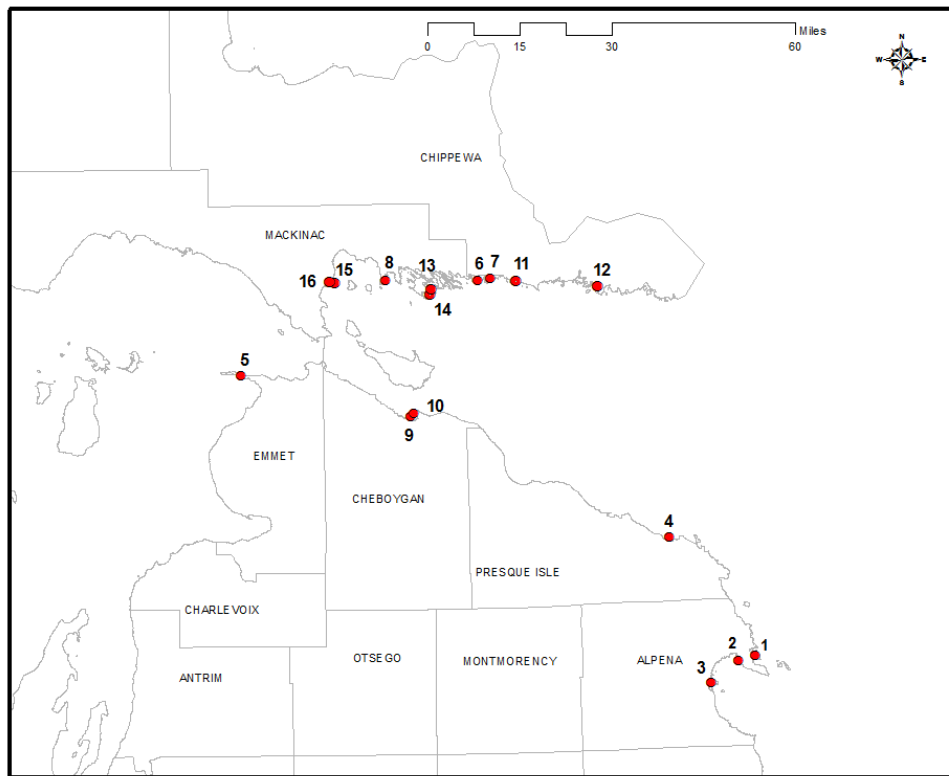 Miles
0 15 30 60
N
W E
S
CHIPPEWA
MACKINAC
16 15 8 13 6 7 11 12
14
5
10
9
EMMET
CHEBOYGAN
4
PRESQUE ISLE
CHARLEVOIX
OTSEGO MONTMORENCY ALPENA 2 1
3
ANTRIM